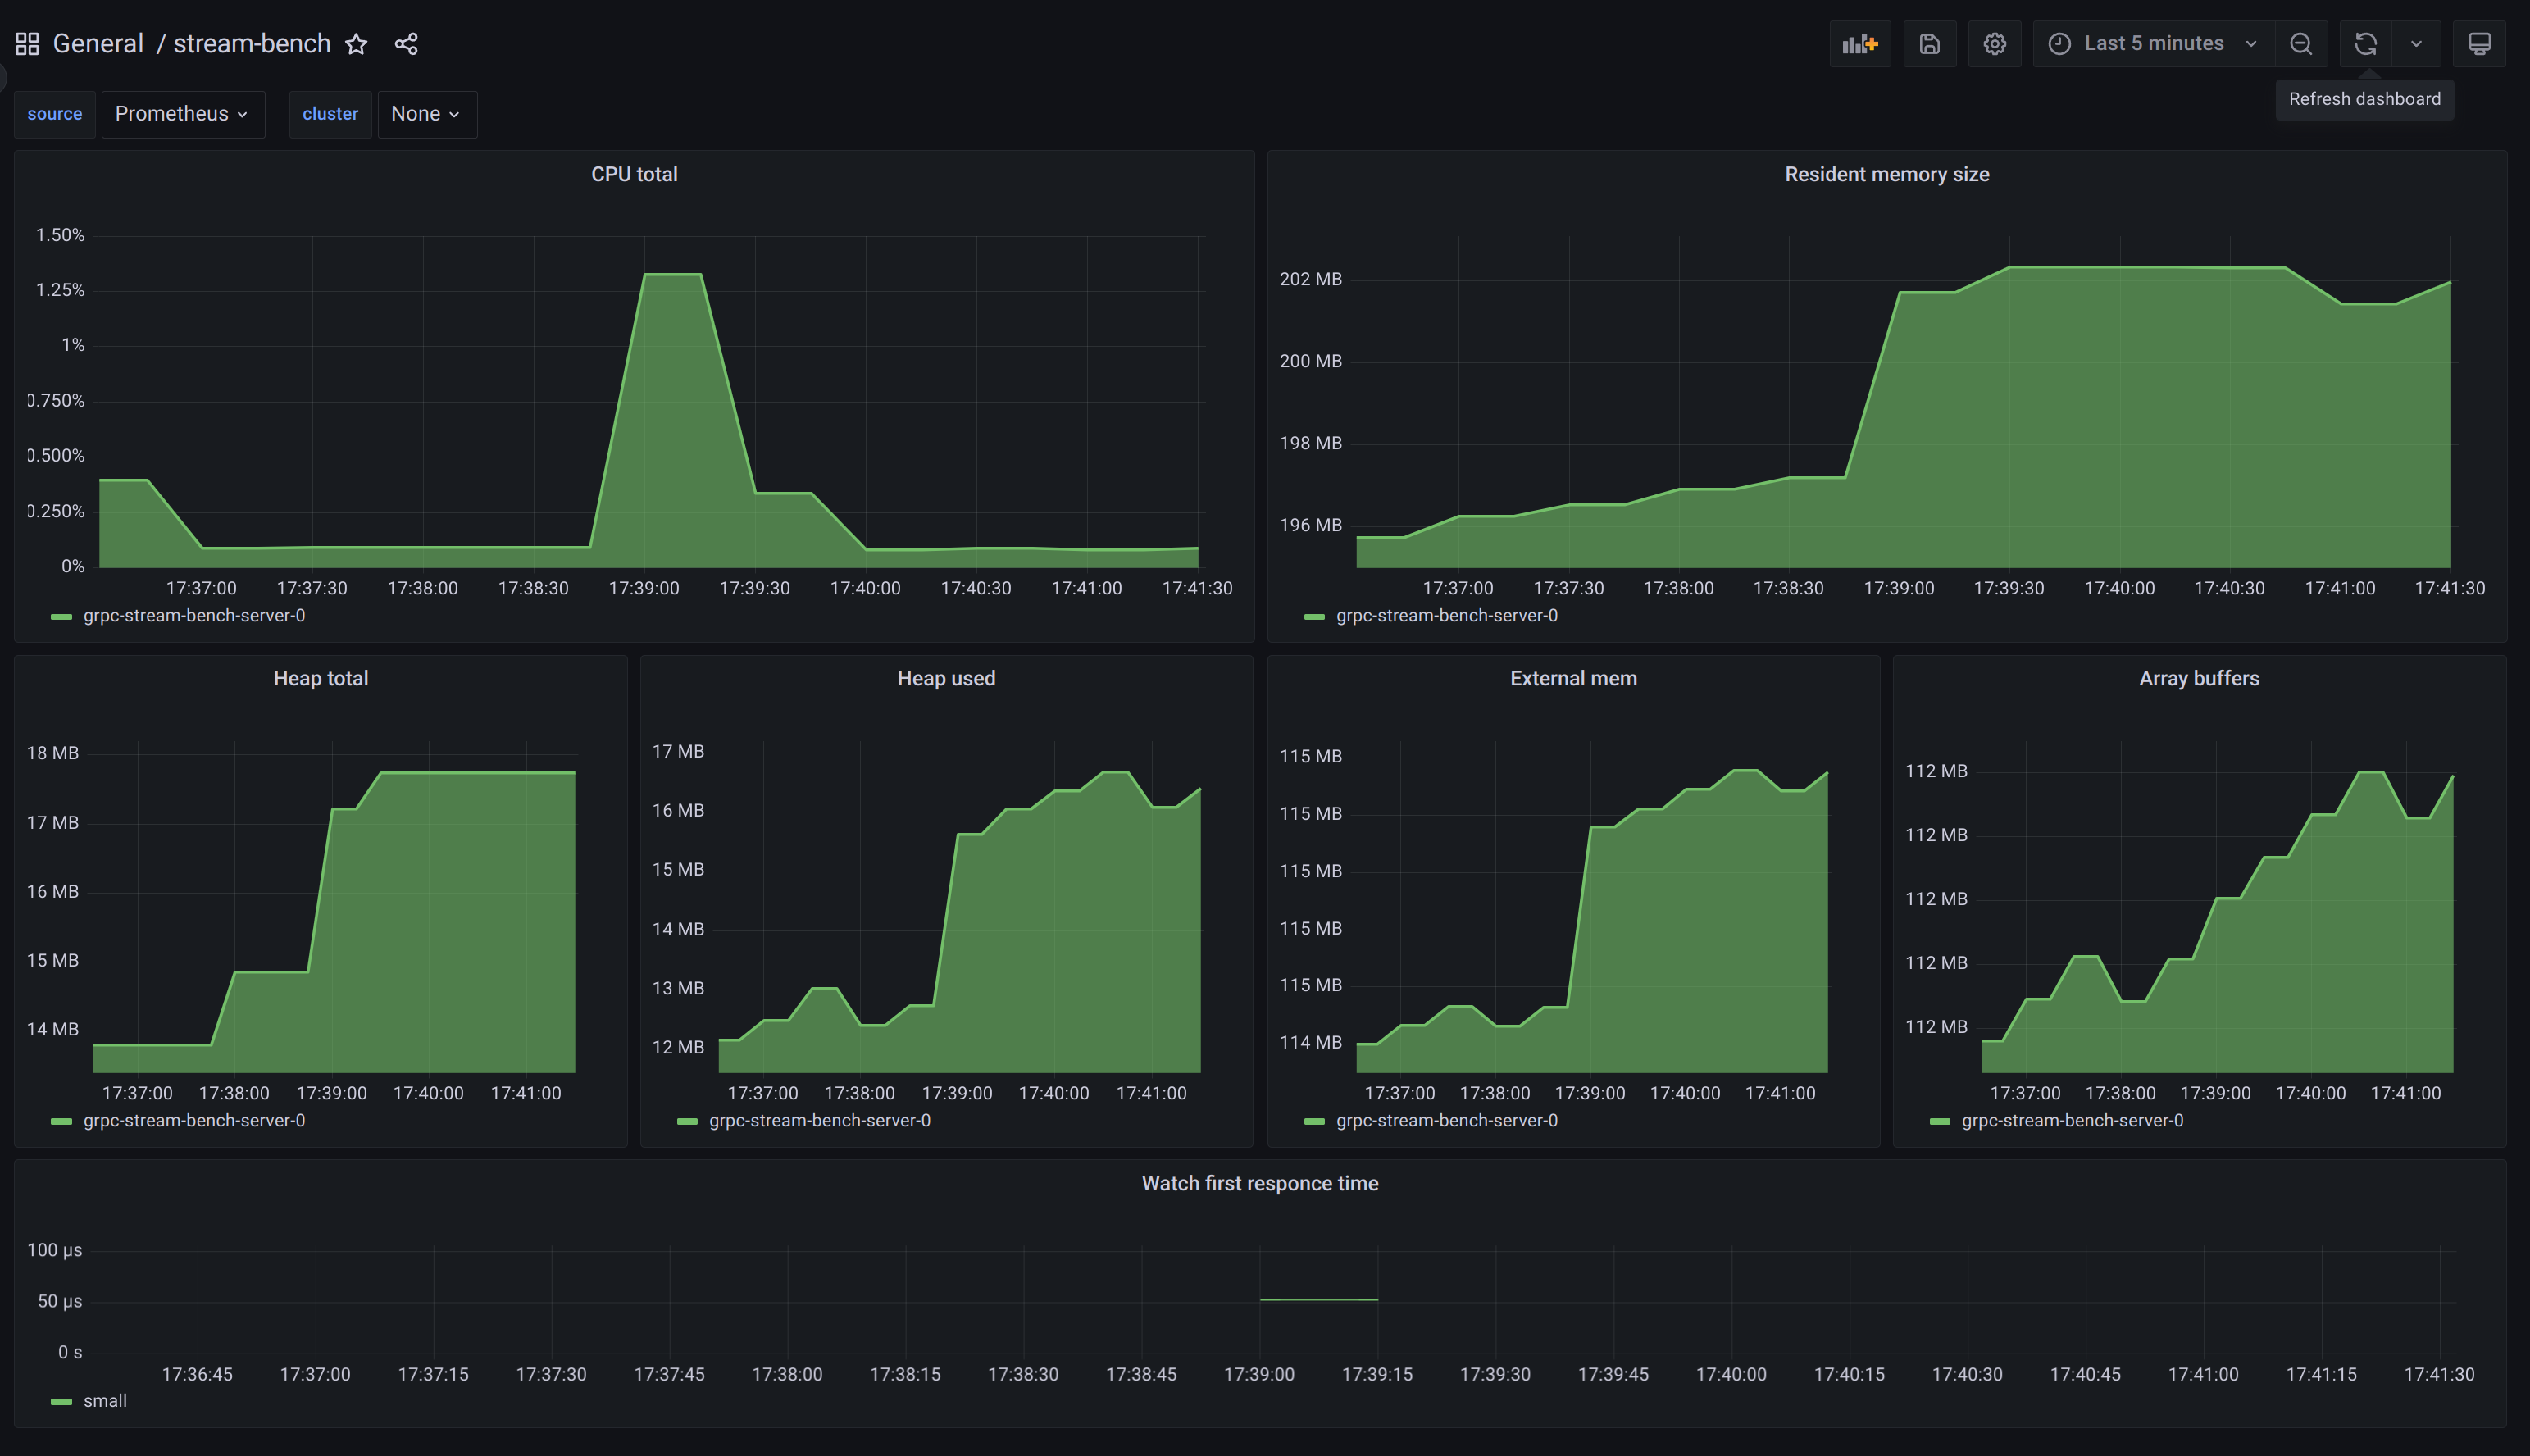 General / stream-bench
Last 5 minutes
Refresh dashboard
source Prometheus cluster None
CPU total
1.50%
1.25%
1%
0.750%
0.500%
0.250%
0%
17:37:00 17:37:30 17:38:00 17:38:30 17:39:00 17:39:30 17:40:00 17:40:30 17:41:00 17:41:30
grpc-stream-bench-server-0
Resident memory size
202 MB
200 MB
198 MB
196 MB
17:37:00 17:37:30 17:38:00 17:38:30 17:39:00 17:39:30 17:40:00 17:40:30 17:41:00 17:41:30
grpc-stream-bench-server-0
Heap total
18 MB
17 MB
16 MB
15 MB
14 MB
17:37:00 17:38:00 17:39:00 17:40:00 17:41:00
grpc-stream-bench-server-0
Heap used
17 MB
16 MB
15 MB
14 MB
13 MB
12 MB
17:37:00 17:38:00 17:39:00 17:40:00 17:41:00
grpc-stream-bench-server-0
External mem
115 MB
115 MB
115 MB
115 MB
115 MB
114 MB
17:37:00 17:38:00 17:39:00 17:40:00 17:41:00
grpc-stream-bench-server-0
Array buffers
112 MB
112 MB
112 MB
112 MB
112 MB
17:37:00 17:38:00 17:39:00 17:40:00 17:41:00
grpc-stream-bench-server-0
Watch first responce time
100 µs
50 µs
0 s
17:36:45 17:37:00 17:37:15 17:37:30 17:37:45 17:38:00 17:38:15 17:38:30 17:38:45 17:39:00 17:39:15 17:39:30 17:39:45 17:40:00 17:40:15 17:40:30 17:40:45 17:41:00 17:41:15 17:41:30
small